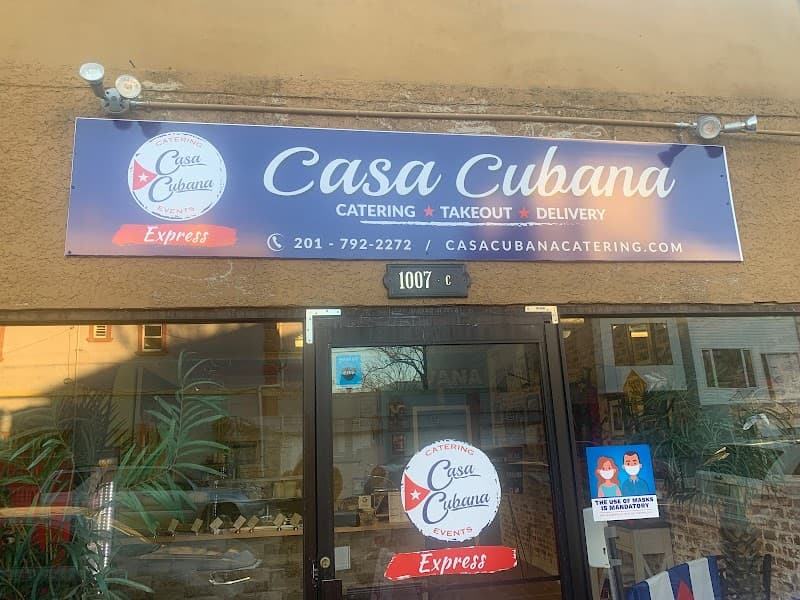 CATERING
Casa
Cubana
EVENTS
Express
Casa Cubana
CATERING ★ TAKEOUT ★ DELIVERY
201 - 792-2272 / CASACUBANACATERING.COM
1007 · C
CATERING
Casa
Cubana
EVENTS
Express
THE USE OF MASKS
IS MANDATORY